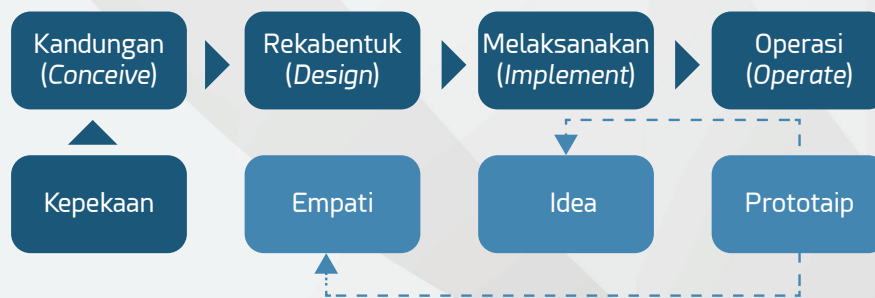 Kandungan
(Conceive)
Rekabentuk
(Design)
Melaksanakan
(Implement)
Operasi
(Operate)
Kepekaan
Empati
Idea
Prototaip